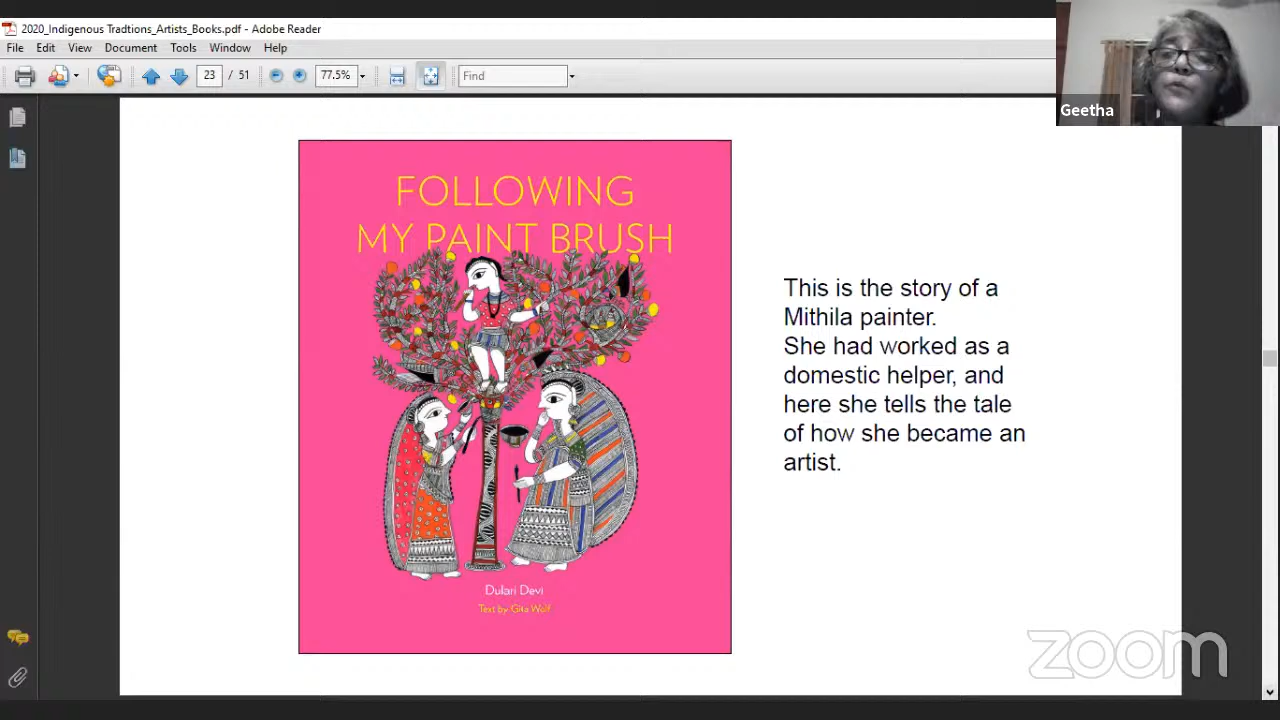 2020_Indigenous Tradtions_Artists_Books.pdf - Adobe Reader
File Edit View Document Tools Window Help
23 / 51 77.5% Find
Geetha
FOLLOWING
MY PAINT BRUSH
Dulari Devi
Text by Gita Wolf
This is the story of a
Mithila painter.
She had worked as a
domestic helper, and
here she tells the tale
of how she became an
artist.
zoom